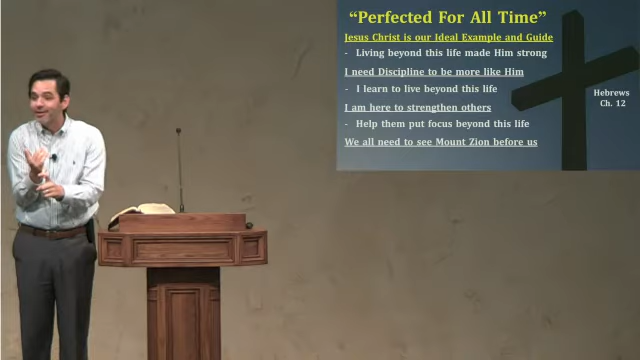 “Perfected For All Time”
Jesus Christ is our Ideal Example and Guide
- Living beyond this life made Him strong
I need Discipline to be more like Him
- I learn to live beyond this life
I am here to strengthen others
- Help them put focus beyond this life
We all need to see Mount Zion before us
Hebrews
Ch. 12